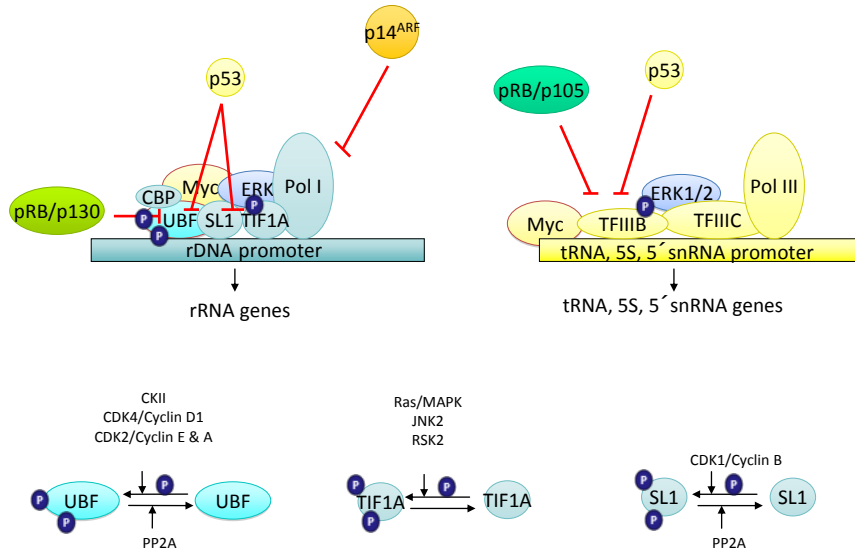 p14ARF
p53
p53
pRB/p105
Myc
ERK
Pol I
CBP
pRB/p130
P
P
P
UBF
SL1
TIF1A
rDNA promoter
rRNA genes
ERK1/2
Pol III
P
Myc
TFIIIB
TFIIIC
tRNA, 5S, 5´snRNA promoter
tRNA, 5S, 5´snRNA genes
CKII
CDK4/Cyclin D1
CDK2/Cyclin E & A
P
P
P
UBF
UBF
PP2A
Ras/MAPK
JNK2
RSK2
P
P
P
TIF1A
TIF1A
CDK1/Cyclin B
P
P
P
SL1
SL1
PP2A